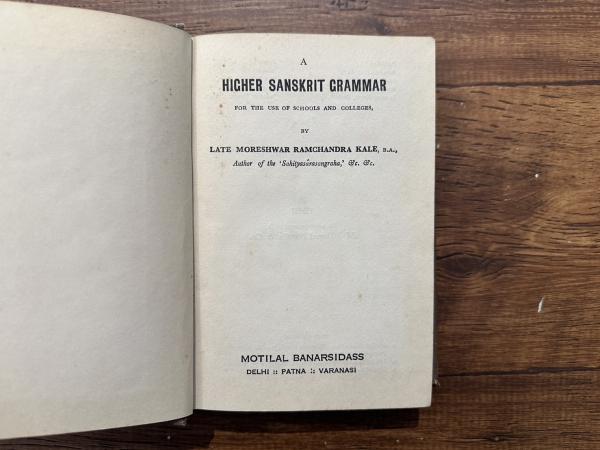 A
HIGHER SANSKRIT GRAMMAR
FOR THE USE OF SCHOOLS AND COLLEGES,
BY
LATE MORESHWAR RAMCHANDRA KALE, B.A.,
Author of the 'Sahityasârasangraha,' &c. &c.
MOTILAL BANARSIDASS
DELHI :: PATNA :: VARANASI